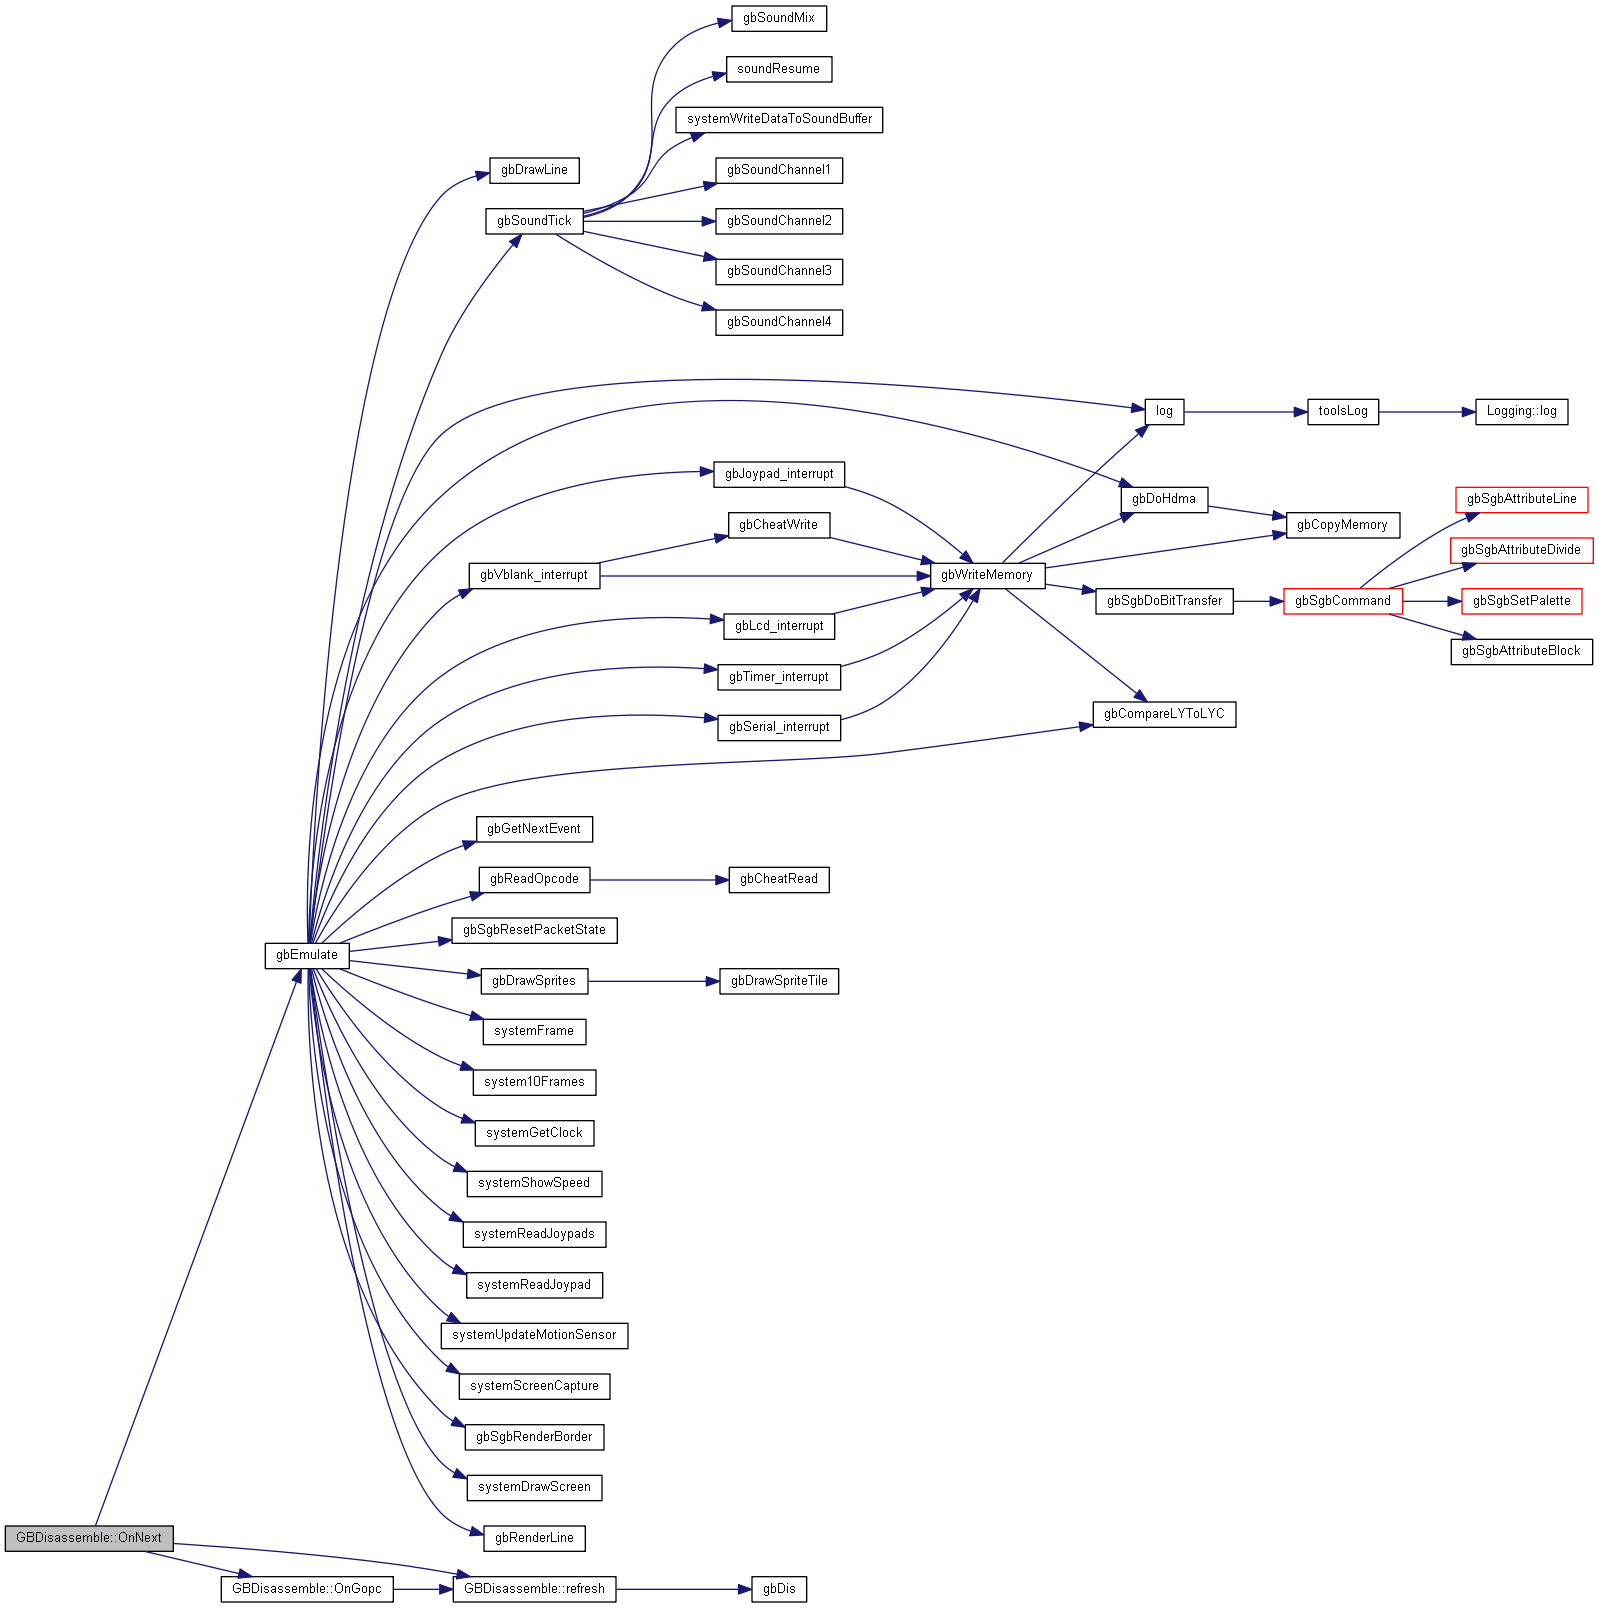 gbSoundMix
soundResume
systemWriteDataToSoundBuffer
gbDrawLine
gbSoundChannel1
gbSoundTick
gbSoundChannel2
gbSoundChannel3
gbSoundChannel4
log
toolsLog
Logging::log
gbJoypad_interrupt
gbDoHdma
gbSgbAttributeLine
gbCheatWrite
gbCopyMemory
gbSgbAttributeDivide
gbVblank_interrupt
gbWriteMemory
gbSgbDoBitTransfer
gbSgbCommand
gbSgbSetPalette
gbLcd_interrupt
gbSgbAttributeBlock
gbTimer_interrupt
gbCompareLYToLYC
gbSerial_interrupt
gbGetNextEvent
gbReadOpcode
gbCheatRead
gbSgbResetPacketState
gbEmulate
gbDrawSprites
gbDrawSpriteTile
systemFrame
system10Frames
systemGetClock
systemShowSpeed
systemReadJoypads
systemReadJoypad
systemUpdateMotionSensor
systemScreenCapture
gbSgbRenderBorder
systemDrawScreen
GBDisassemble::OnNext
gbRenderLine
GBDisassemble::OnGopc
GBDisassemble::refresh
gbDis